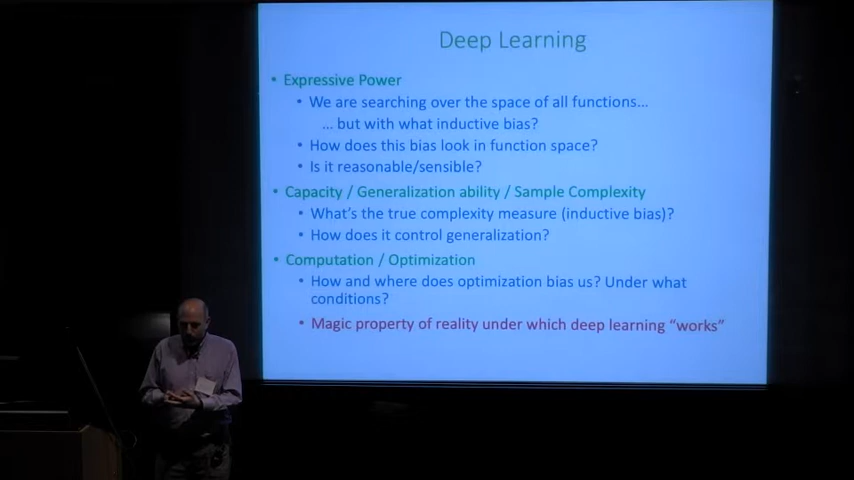 Deep Learning
• Expressive Power
• We are searching over the space of all functions...
... but with what inductive bias?
• How does this bias look in function space?
• Is it reasonable/sensible?
• Capacity / Generalization ability / Sample Complexity
• What's the true complexity measure (inductive bias)?
• How does it control generalization?
• Computation / Optimization
• How and where does optimization bias us? Under what
conditions?
• Magic property of reality under which deep learning "works"